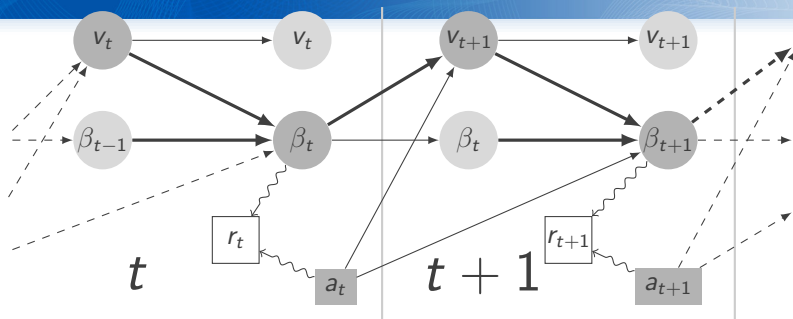 v_t v_t v_{t+1} v_{t+1}
β_{t−1} β_t β_t β_{t+1}
r_t r_{t+1}
t a_t t + 1 a_{t+1}